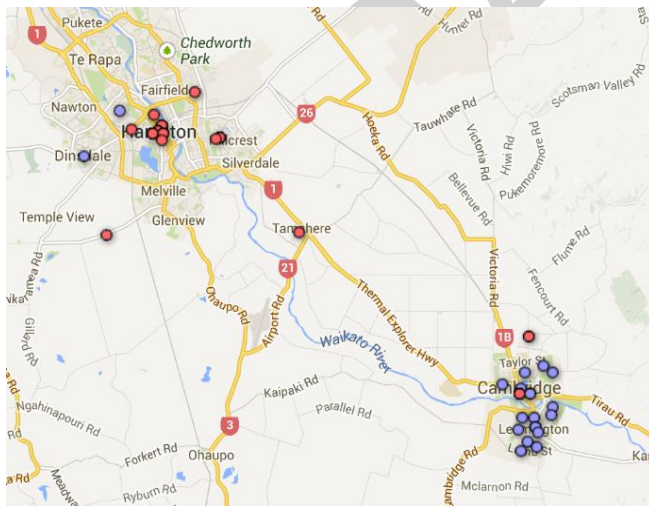 Pukete
Chedworth
Park
Te Rapa
Fairfield
Nawton
Dinsdale
Silverdale
Melville
Temple View
Glenview
Tamahere
Ohaupo
Cambridge
1
26
1
21
3
1B
Hunter Rd
Scotsman Valley Rd
Tauwhare Rd
Hoeka Rd
Victoria Rd
Hiwi Rd
Pukemoremore Rd
Bellevue Rd
Victoria Rd
Flume Rd
Fencourt Rd
Gillard Rd
Ohaupo Rd
Airport Rd
Thermal Explorer Hwy
Waikato River
Taylor St
Tirau Rd
Kaipaki Rd
Parallel Rd
Ngahinapouri Rd
Forkert Rd
Ryburn Rd
Mclarnon Rd